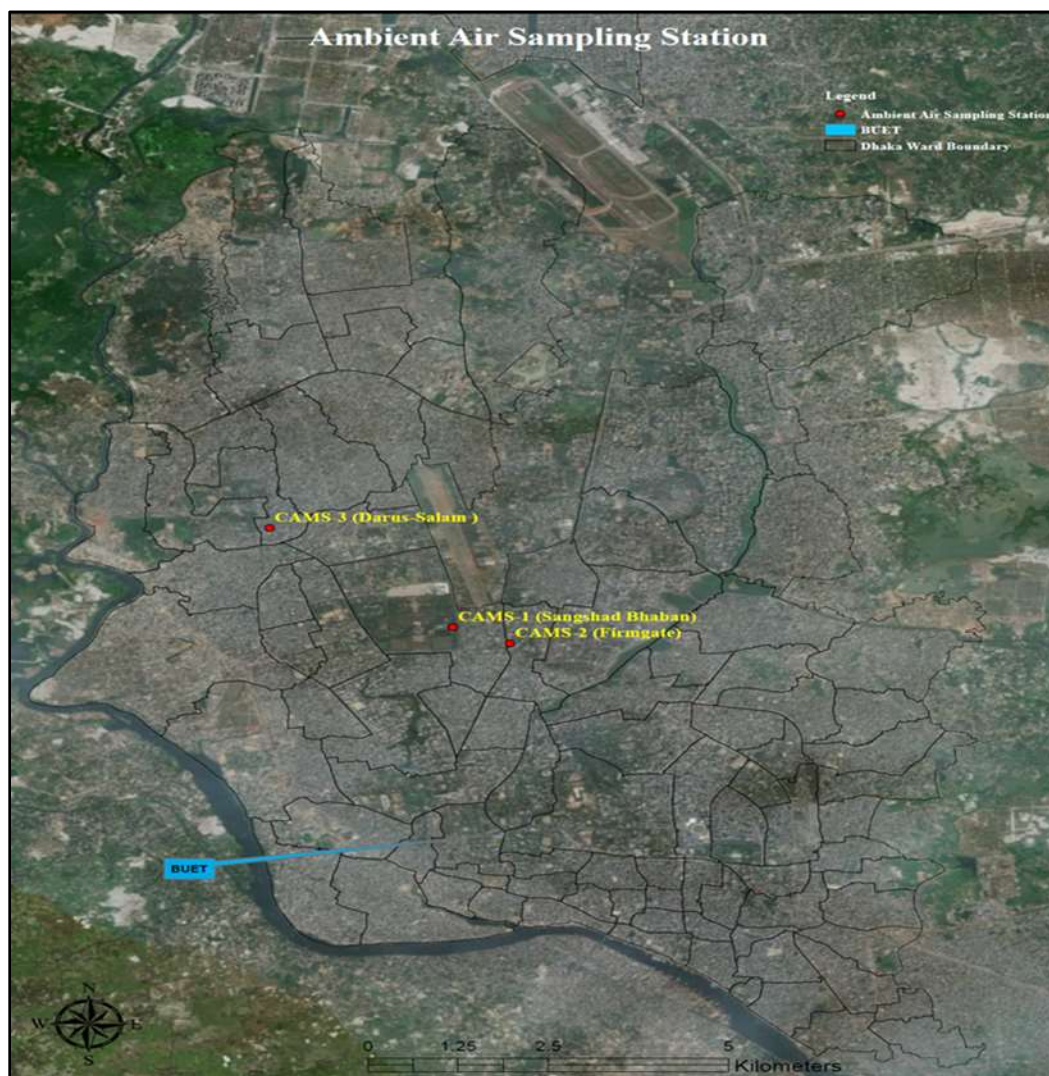 Ambient Air Sampling Station
Legend
Ambient Air Sampling Station
BUET
Dhaka Ward Boundary
CAMS-3 (Darus-Salam )
CAMS-1 (Sangshad Bhaban)
CAMS-2 (Firmgate)
BUET
N
W E
S
0 1.25 2.5 5
Kilometers